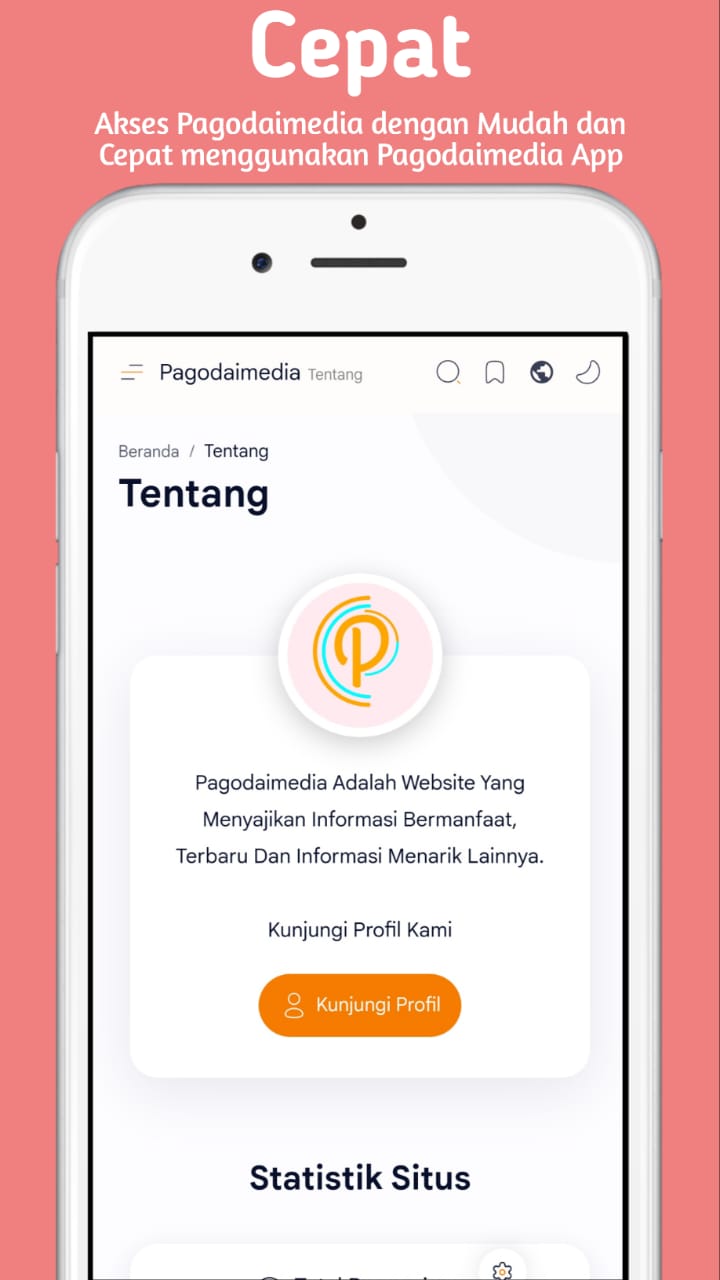 Cepat
Akses Pagodaimedia dengan Mudah dan
Cepat menggunakan Pagodaimedia App
Pagodaimedia Tentang
Beranda / Tentang
Tentang
P
Pagodaimedia Adalah Website Yang
Menyajikan Informasi Bermanfaat,
Terbaru Dan Informasi Menarik Lainnya.
Kunjungi Profil Kami
Kunjungi Profil
Statistik Situs